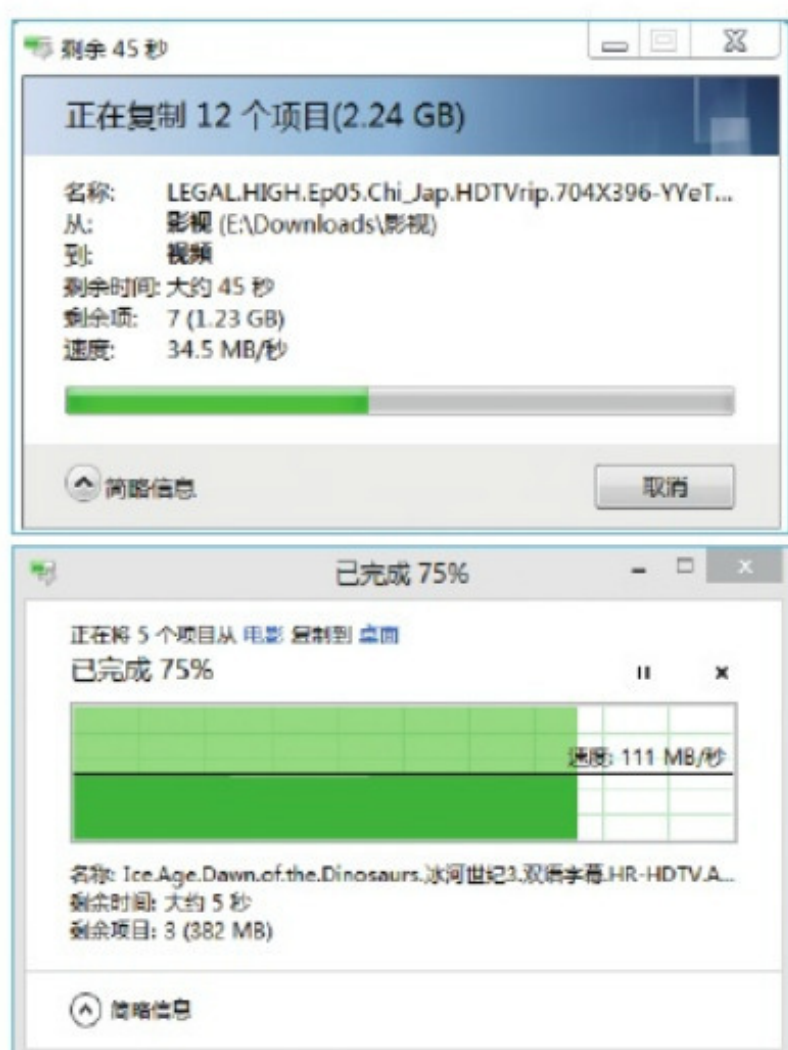 剩余 45 秒
正在复制 12 个项目(2.24 GB)
名称: LEGAL.HIGH.Ep05.Chi_Jap.HDTVrip.704X396-YYeT...
从: 影视 (E:\Downloads\影视)
到: 视频
剩余时间: 大约 45 秒
剩余项: 7 (1.23 GB)
速度: 34.5 MB/秒
简略信息 取消
已完成 75%
正在将 5 个项目从 电影 复制到 桌面
已完成 75%
速度: 111 MB/秒
名称: Ice.Age.Dawn.of.the.Dinosaurs.冰河世纪3.双语字幕.HR-HDTV.A...
剩余时间: 大约 5 秒
剩余项目: 3 (382 MB)
简略信息